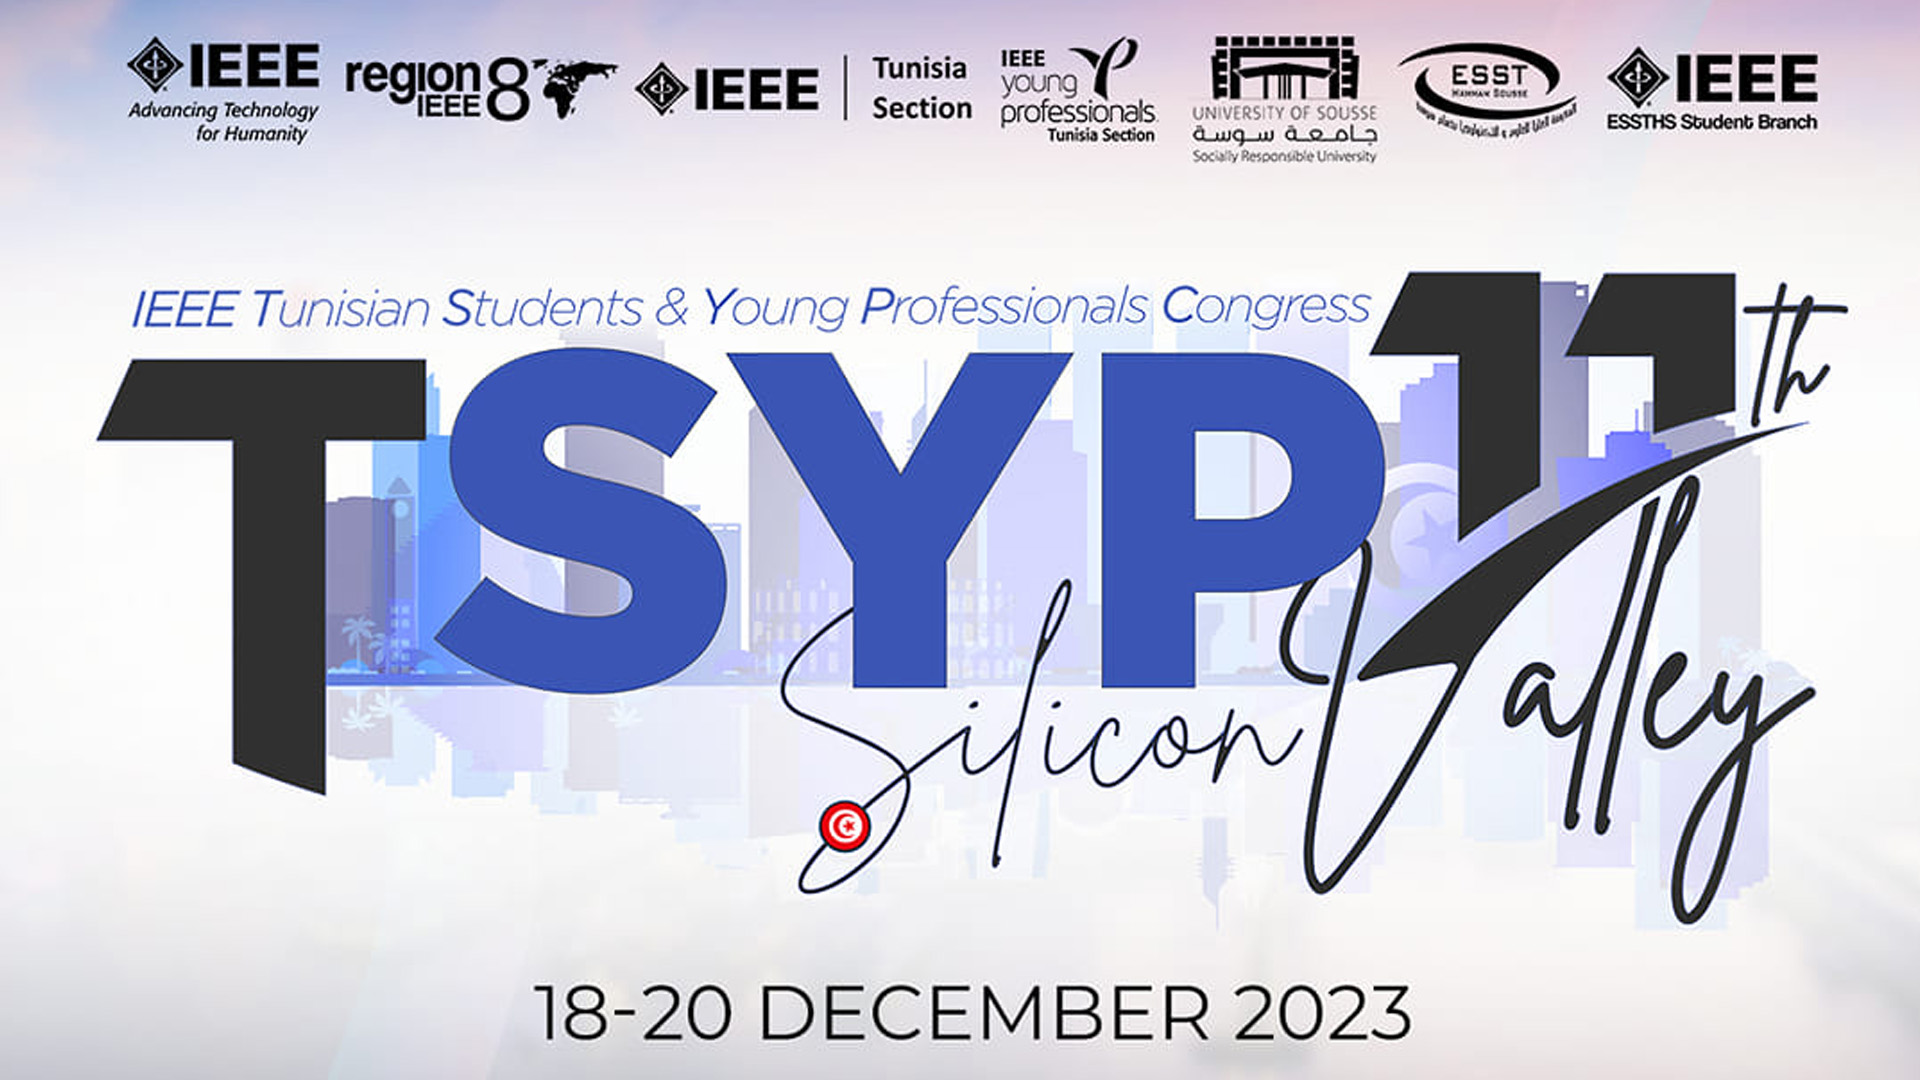 IEEE
Advancing Technology
for Humanity
region 8
IEEE
IEEE
Tunisia
Section
IEEE
young
professionals
Tunisia Section
UNIVERSITY OF SOUSSE
جامعة سوسة
Socially Responsible University
ESST
HAMMAM SOUSSE
IEEE
ESSTHS Student Branch
IEEE Tunisian Students & Young Professionals Congress
TSYP 11th
Silicon Valley
18-20 DECEMBER 2023